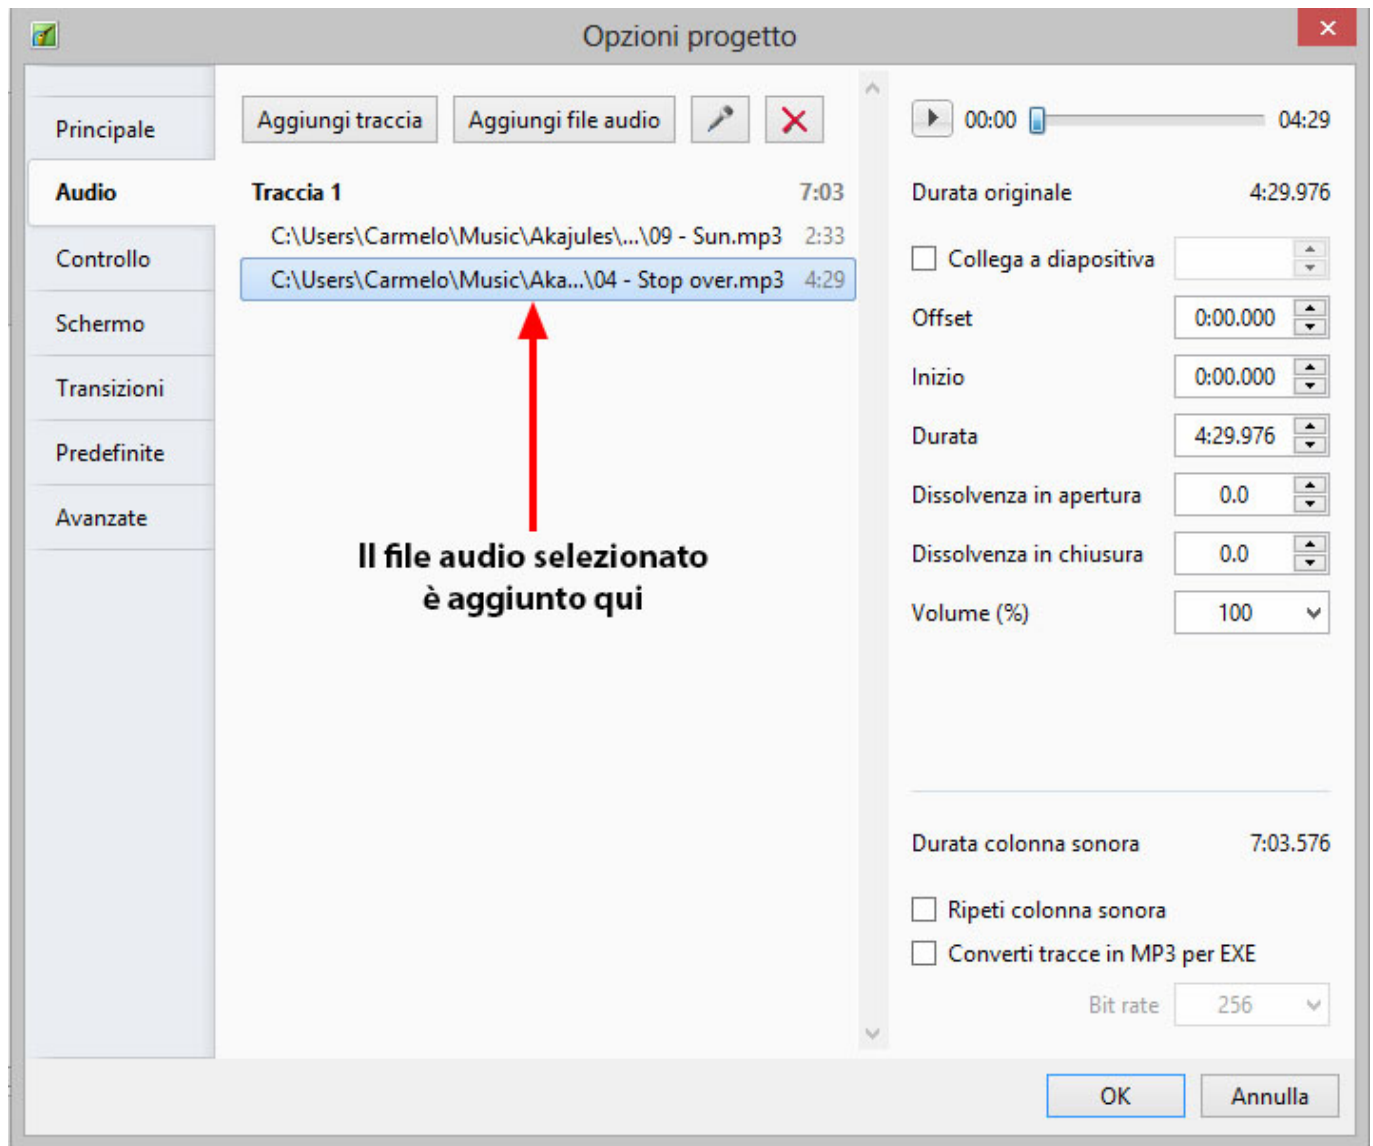 Opzioni progetto
Principale
Audio
Controllo
Schermo
Transizioni
Predefinite
Avanzate
Aggiungi traccia
Aggiungi file audio
Traccia 1 7:03
C:\Users\Carmelo\Music\Akajules\...\09 - Sun.mp3 2:33
C:\Users\Carmelo\Music\Aka...\04 - Stop over.mp3 4:29
Il file audio selezionato
è aggiunto qui
00:00 04:29
Durata originale 4:29.976
Collega a diapositiva
Offset 0:00.000
Inizio 0:00.000
Durata 4:29.976
Dissolvenza in apertura 0.0
Dissolvenza in chiusura 0.0
Volume (%) 100
Durata colonna sonora 7:03.576
Ripeti colonna sonora
Converti tracce in MP3 per EXE
Bit rate 256
OK Annulla